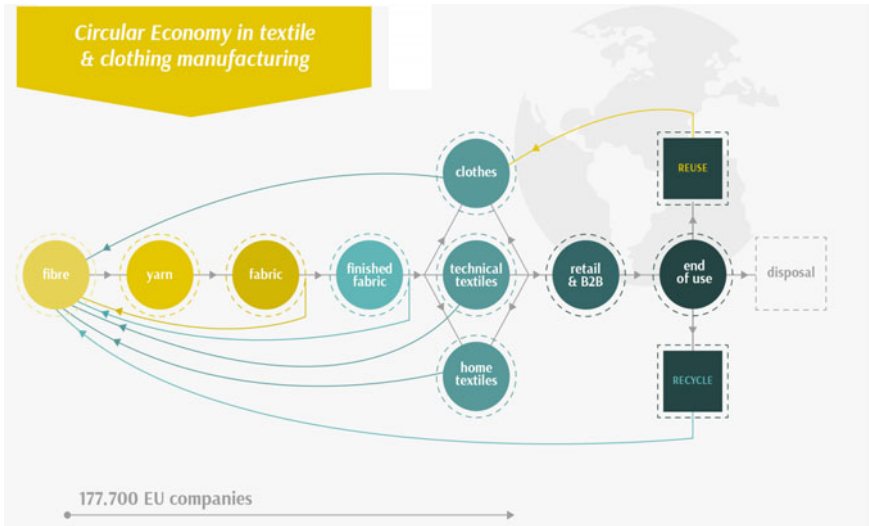 Circular Economy in textile
& clothing manufacturing
clothes
REUSE
fibre
yarn
fabric
finished
fabric
technical
textiles
retail
& B2B
end
of use
disposal
home
textiles
RECYCLE
177.700 EU companies